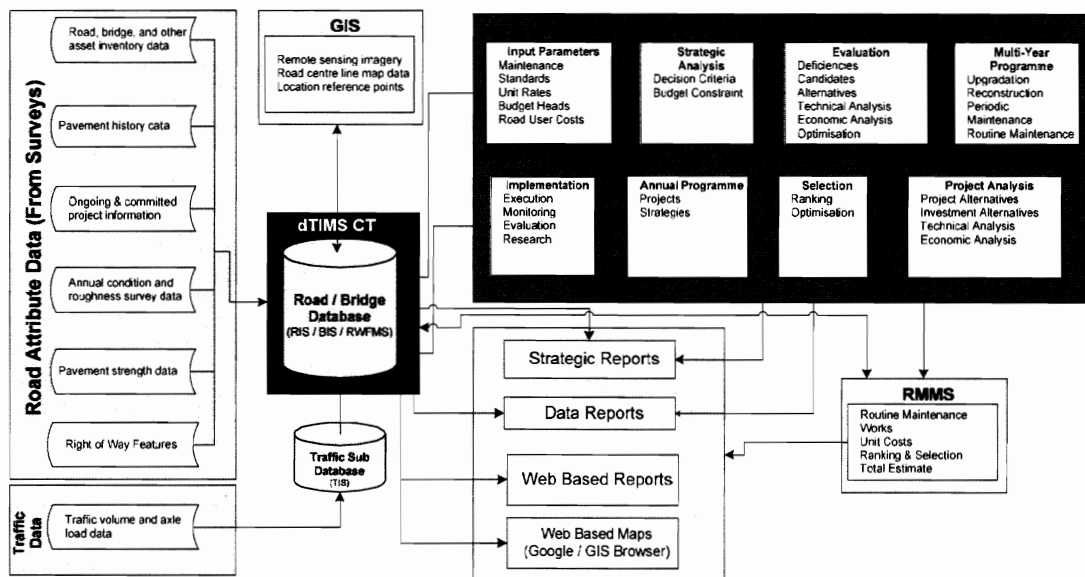 Road Attribute Data (From Surveys)
Road, bridge, and other
asset inventory data
Pavement history cata
Ongoing & committed
project information
Annual condition and
roughness survey data
Pavement strength data
Right of Way Features
Traffic
Data
Traffic volume and axle
load data
GIS
Remote sensing imagery
Road centre line map data
Location reference points
dTIMS CT
Road / Bridge
Database
(RIS / BIS / RWFMS)
Traffic Sub
Database
(TIS)
Input Parameters
Maintenance
Standards
Unit Rates
Budget Heads
Road User Costs
Strategic
Analysis
Decision Criteria
Budget Constraint
Evaluation
Deficiencies
Candidates
Alternatives
Technical Analysis
Economic Analysis
Optimisation
Multi-Year
Programme
Upgradation
Reconstruction
Periodic
Maintenance
Routine Maintenance
Implementation
Execution
Monitoring
Evaluation
Research
Annual Programme
Projects
Strategies
Selection
Ranking
Optimisation
Project Analysis
Project Alternatives
Investment Alternatives
Technical Analysis
Economic Analysis
Strategic Reports
Data Reports
Web Based Reports
Web Based Maps
(Google / GIS Browser)
RMMS
Routine Maintenance
Works
Unit Costs
Ranking & Selection
Total Estimate